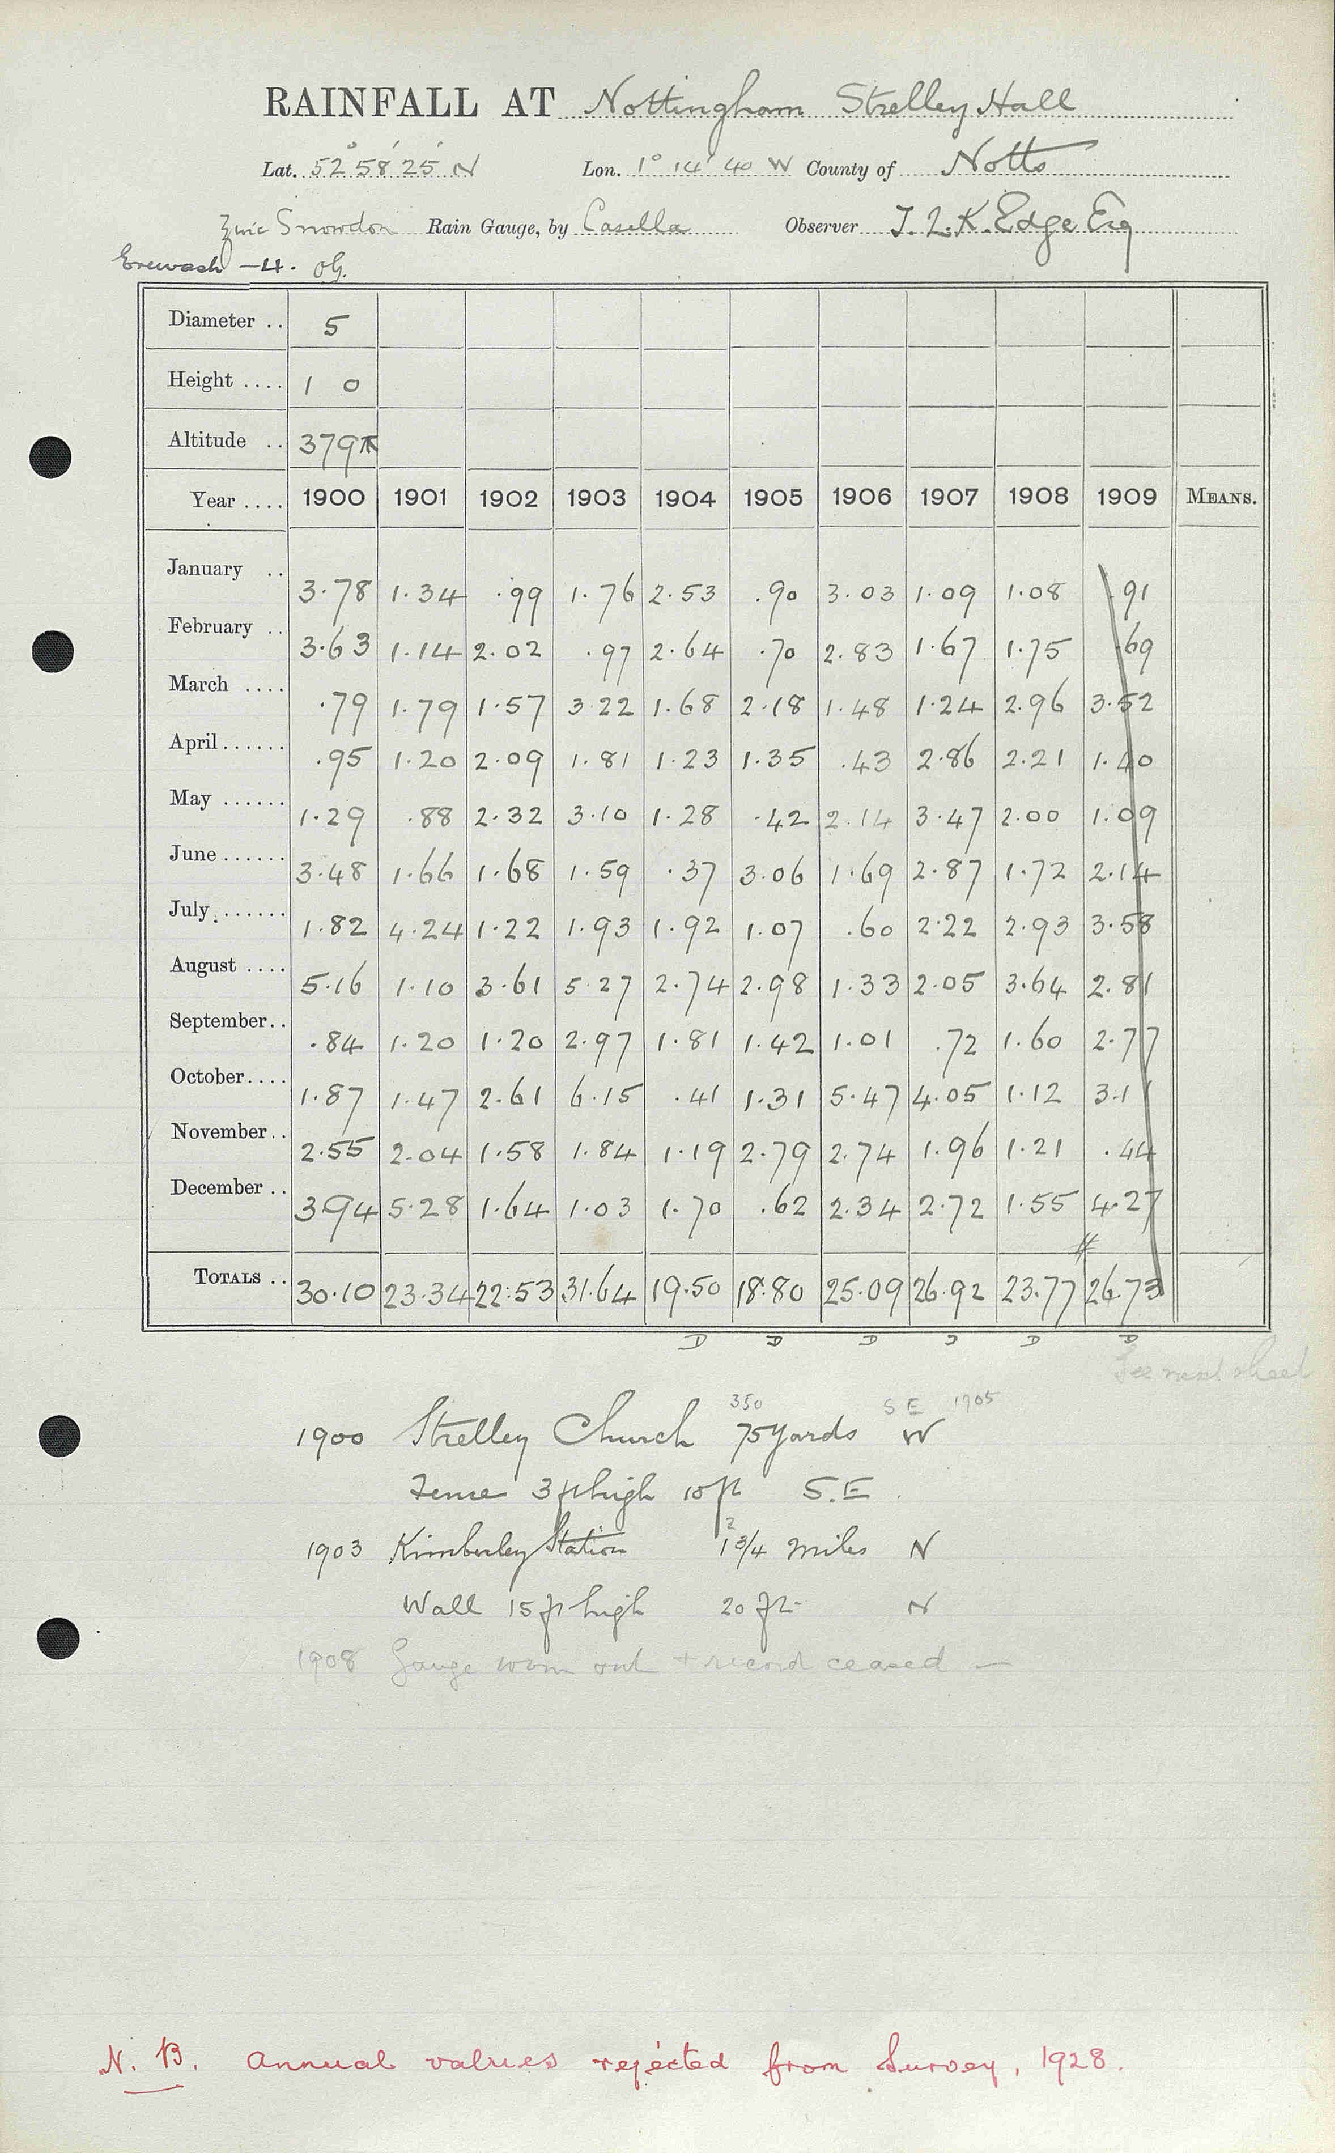 RAINFALL AT Nottingham Strelley Hall
Lat. 52° 58' 25" N Lon. 1° 14' 40 W County of Notts
Zinc Snowdon Rain Gauge, by Casella Observer J. L. K. Edge Esq
Erewash -4.
Diameter .. 5
Height .... 1 0
Altitude .. 379
Year .... 1900 1901 1902 1903 1904 1905 1906 1907 1908 1909 MEANS.
January .. 3.78 1.34 .99 1.76 2.53 .90 3.03 1.09 1.08 .91
February .. 3.63 1.14 2.02 .97 2.64 .70 2.83 1.67 1.75 .69
March .... .79 1.79 1.57 3.22 1.68 2.18 1.48 1.24 2.96 3.52
April ...... .95 1.20 2.09 1.81 1.23 1.35 .43 2.86 2.21 1.40
May ...... 1.29 .88 2.32 3.10 1.28 .42 2.14 3.47 2.00 1.09
June ...... 3.48 1.66 1.68 1.59 .37 3.06 1.69 2.87 1.72 2.14
July ....... 1.82 4.24 1.22 1.93 1.92 1.07 .60 2.22 2.93 3.58
August .... 5.16 1.10 3.61 5.27 2.74 2.98 1.33 2.05 3.64 2.81
September.. .84 1.20 1.20 2.97 1.81 1.42 1.01 .72 1.60 2.77
October.... 1.87 1.47 2.61 6.15 .41 1.31 5.47 4.05 1.12 3.11
November.. 2.55 2.04 1.58 1.84 1.19 2.79 2.74 1.96 1.21 .44
December .. 3.94 5.28 1.64 1.03 1.70 .62 2.34 2.72 1.55 4.27
TOTALS .. 30.10 23.34 22.53 31.64 19.50 18.80 25.09 26.92 23.77 26.73
D D D D D D
See next sheet
350 SE 1905
1900 Strelley Church 75 yards W
Fence 3 ft high 10 ft S.E.
1903 Kimberley Station 1 3/4 miles N
Wall 15 ft high 20 ft N
1908 Gauge worn out + record ceased —
N. B. Annual values rejected from Survey, 1928.